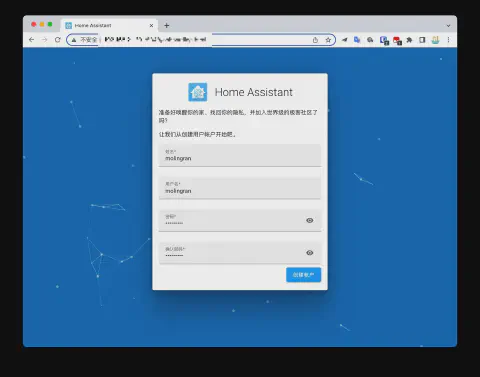 Home Assistant
不安全
Home Assistant
准备好唤醒你的家、找回你的隐私，并加入世界级的极客社区了
吗？
让我们从创建用户帐户开始吧。
姓名*
molingran
用户名*
molingran
密码*
•••••••••
确认密码*
•••••••••
创建帐户